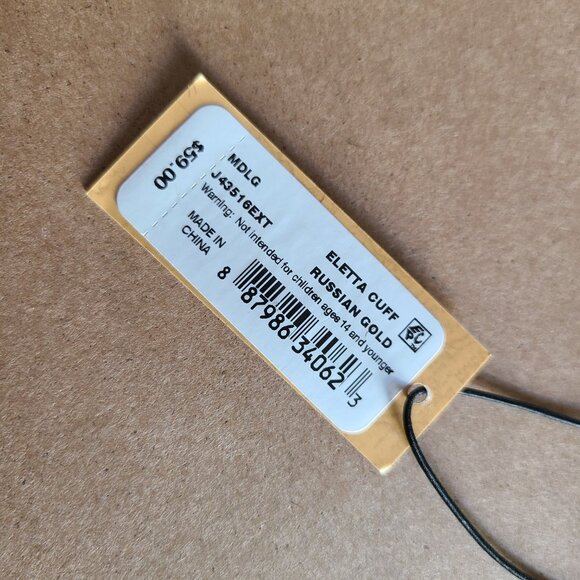 $59.00
MDLG
J43516EXT
Warning: Not intended for children ages 14 and younger
MADE IN
CHINA
ELETTA CUFF
RUSSIAN GOLD
8 87986 34062 3